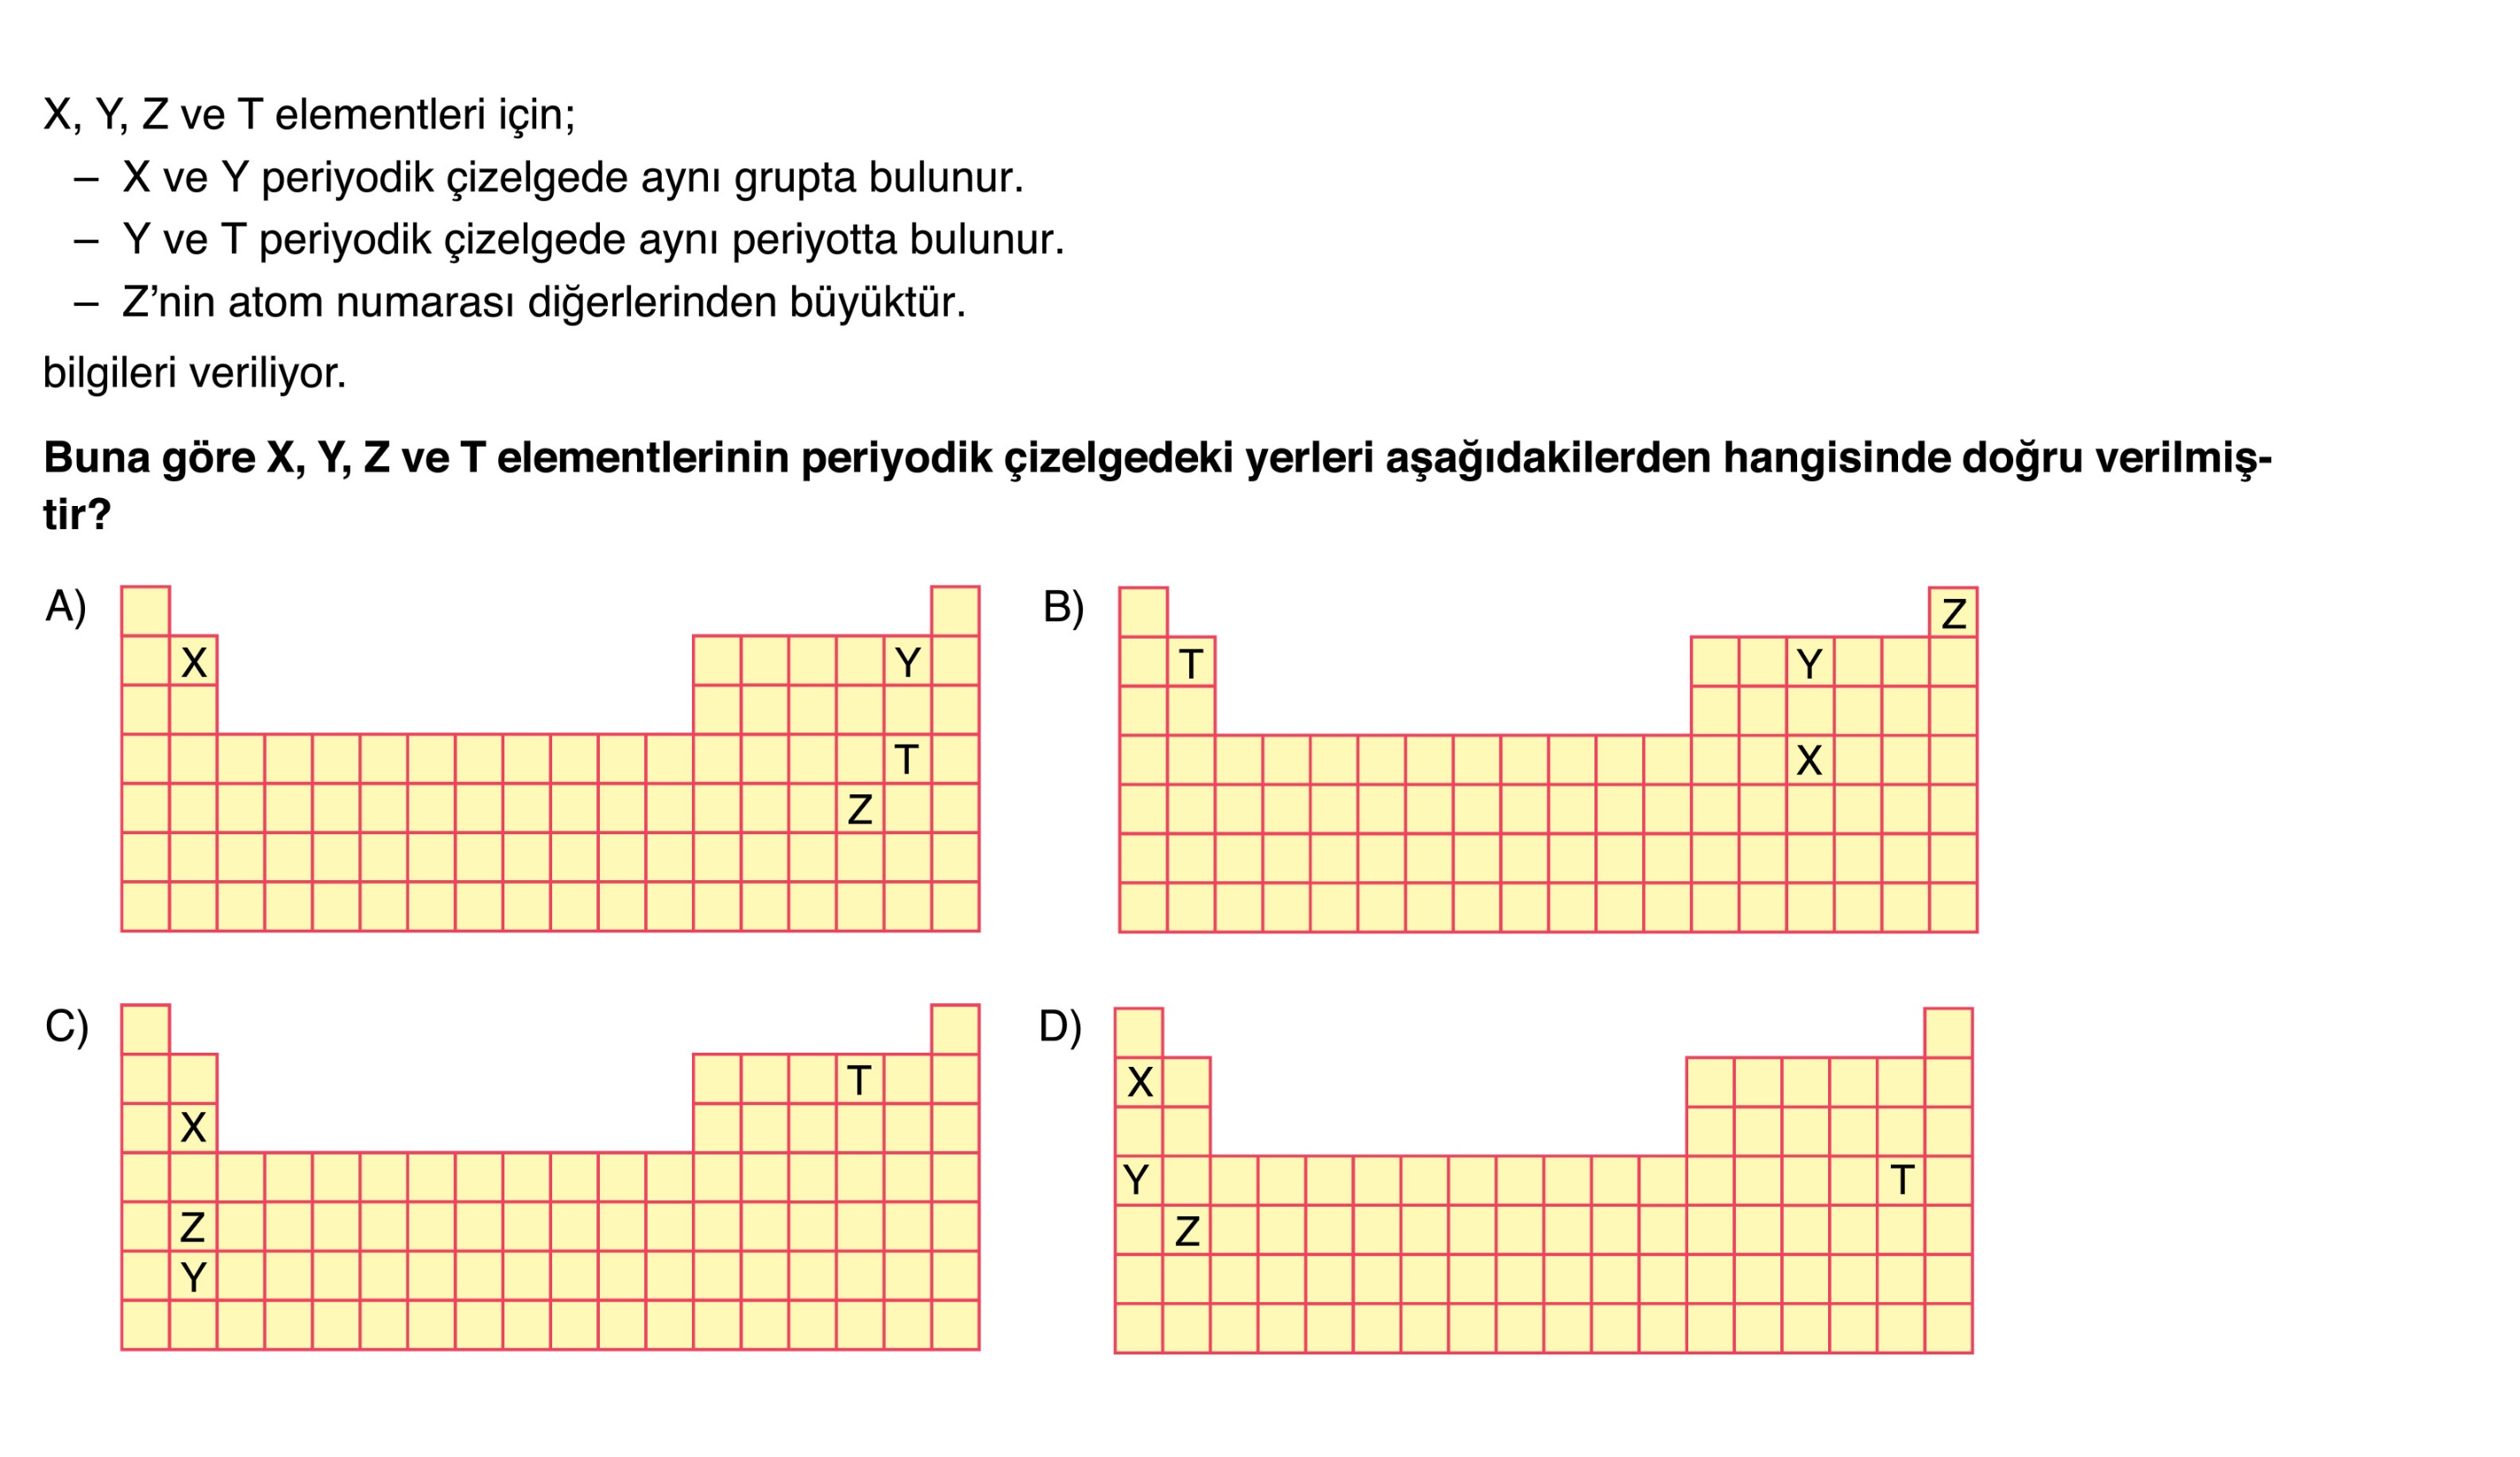 X, Y, Z ve T elementleri için;
– X ve Y periyodik çizelgede aynı grupta bulunur.
– Y ve T periyodik çizelgede aynı periyotta bulunur.
– Z’nin atom numarası diğerlerinden büyüktür.
bilgileri veriliyor.
Buna göre X, Y, Z ve T elementlerinin periyodik çizelgedeki yerleri aşağıdakilerden hangisinde doğru verilmiş-
tir?
A)
X Y
T
Z
B)
Z
T Y
X
C)
T
X
Z
Y
D)
X
Y T
Z